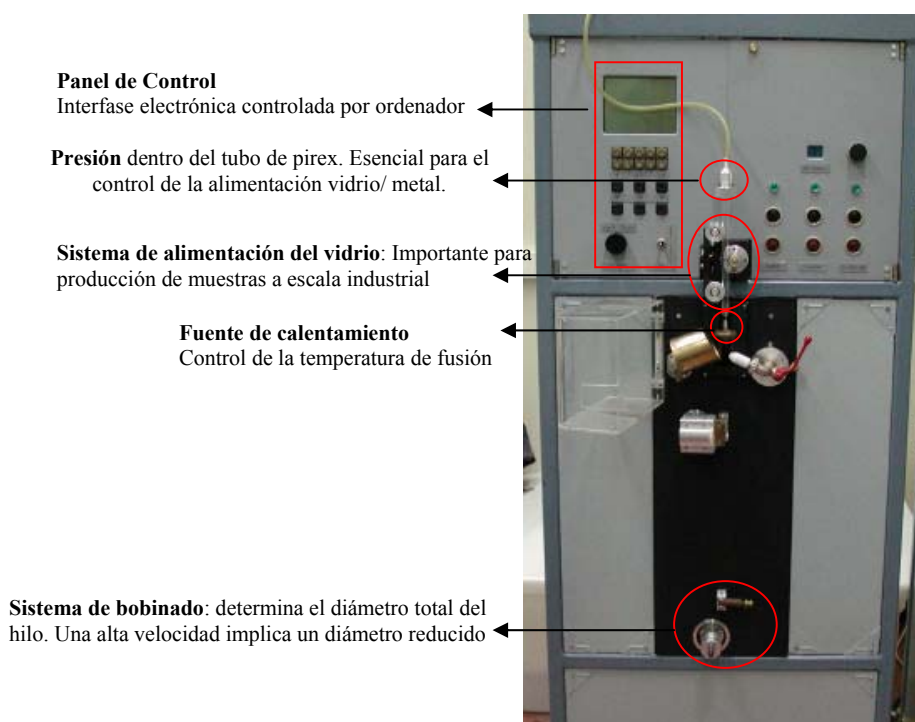 Panel de Control
Interfase electrónica controlada por ordenador
Presión dentro del tubo de pirex. Esencial para el
control de la alimentación vidrio/ metal.
Sistema de alimentación del vidrio: Importante para
producción de muestras a escala industrial
Fuente de calentamiento
Control de la temperatura de fusión
Sistema de bobinado: determina el diámetro total del
hilo. Una alta velocidad implica un diámetro reducido